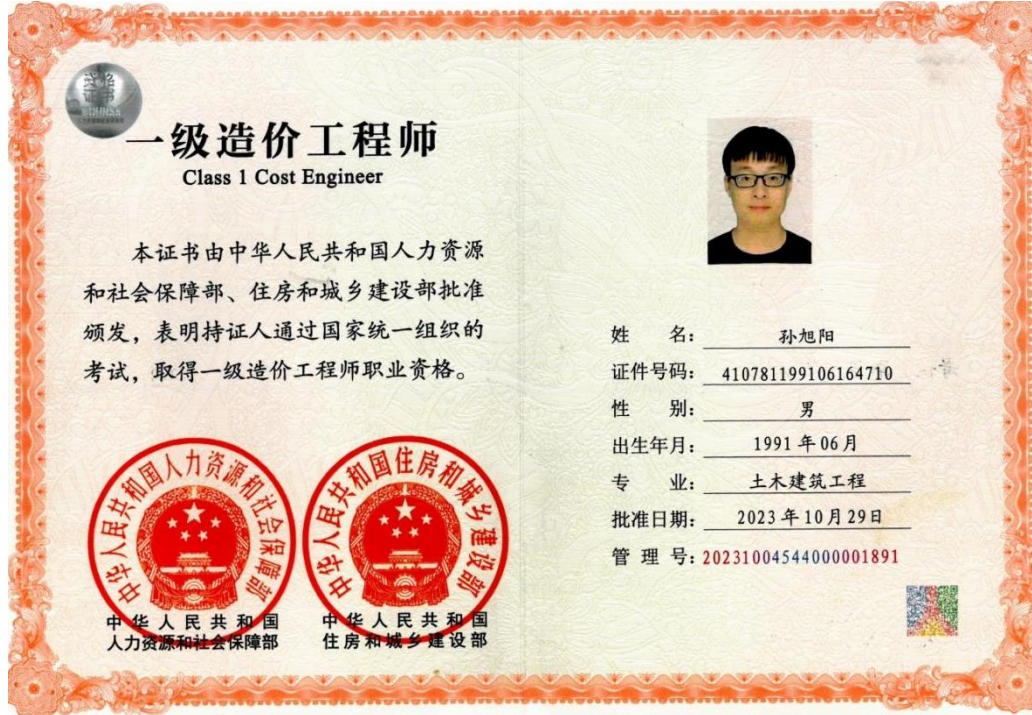 一级造价工程师
Class 1 Cost Engineer
本证书由中华人民共和国人力资源
和社会保障部、住房和城乡建设部批准
颁发，表明持证人通过国家统一组织的
考试，取得一级造价工程师职业资格。
中华人民共和国人力资源和社会保障部
中华人民共和国住房和城乡建设部
中华人民共和国
人力资源和社会保障部
中华人民共和国
住房和城乡建设部
姓 名： 孙旭阳
证件号码： 410781199106164710
性 别： 男
出生年月： 1991年06月
专 业： 土木建筑工程
批准日期： 2023年10月29日
管 理 号： 20231004544000001891